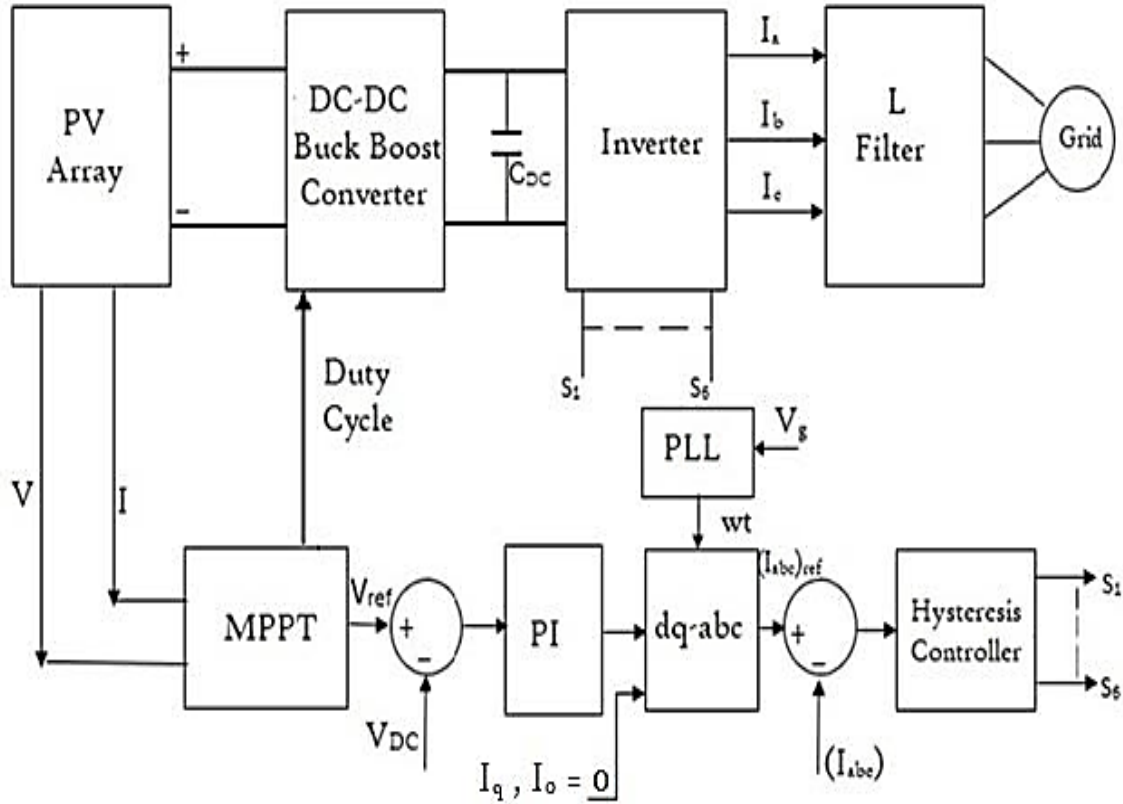 PV
Array
+
−
DC-DC
Buck Boost
Converter
CDC
Inverter
Ia
Ib
Ic
L
Filter
Grid
S1
S6
Duty
Cycle
V
I
PLL
Vg
wt
MPPT
Vref
+
−
VDC
PI
dq-abc
Iq , Io = 0
(Iabc)ref
+
−
(Iabc)
Hysteresis
Controller
S1
S6